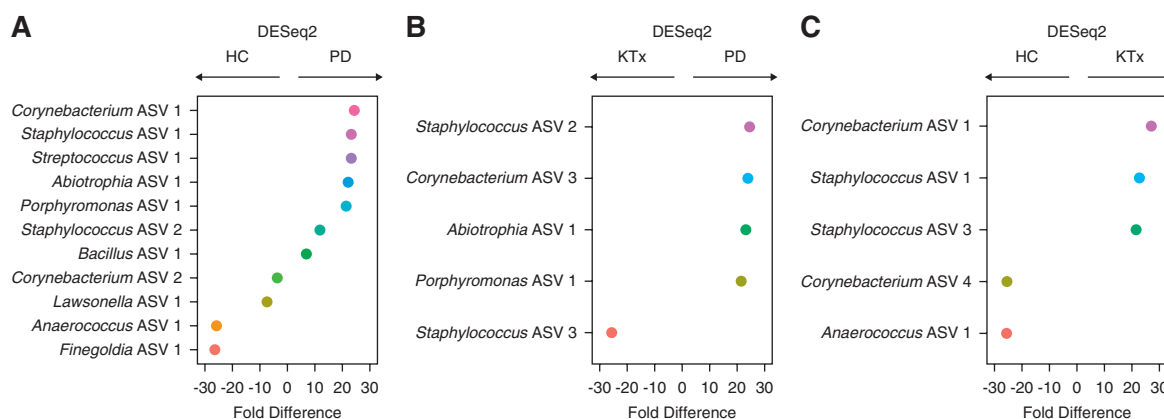 A
DESeq2
HC PD
Corynebacterium ASV 1
Staphylococcus ASV 1
Streptococcus ASV 1
Abiotrophia ASV 1
Porphyromonas ASV 1
Staphylococcus ASV 2
Bacillus ASV 1
Corynebacterium ASV 2
Lawsonella ASV 1
Anaerococcus ASV 1
Finegoldia ASV 1
-30 -20 -10 0 10 20 30
Fold Difference
B
DESeq2
KTx PD
Staphylococcus ASV 2
Corynebacterium ASV 3
Abiotrophia ASV 1
Porphyromonas ASV 1
Staphylococcus ASV 3
-30 -20 -10 0 10 20 30
Fold Difference
C
DESeq2
HC KTx
Corynebacterium ASV 1
Staphylococcus ASV 1
Staphylococcus ASV 3
Corynebacterium ASV 4
Anaerococcus ASV 1
-30 -20 -10 0 10 20 30
Fold Difference